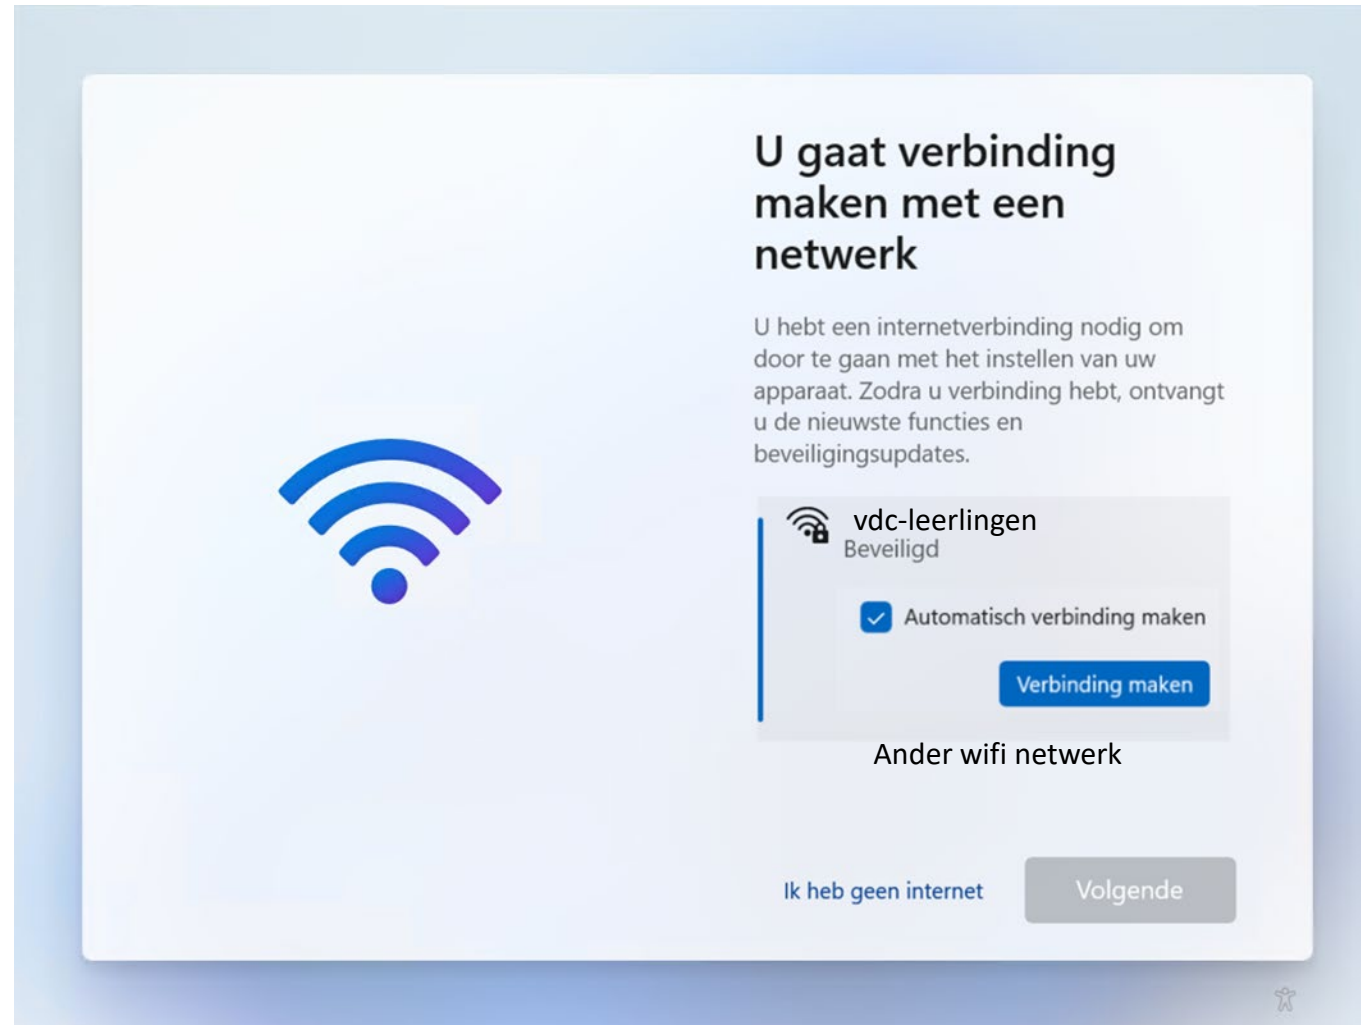 U gaat verbinding
maken met een
netwerk
U hebt een internetverbinding nodig om
door te gaan met het instellen van uw
apparaat. Zodra u verbinding hebt, ontvangt
u de nieuwste functies en
beveiligingsupdates.
vdc-leerlingen
Beveiligd
Automatisch verbinding maken
Verbinding maken
Ander wifi netwerk
Ik heb geen internet
Volgende